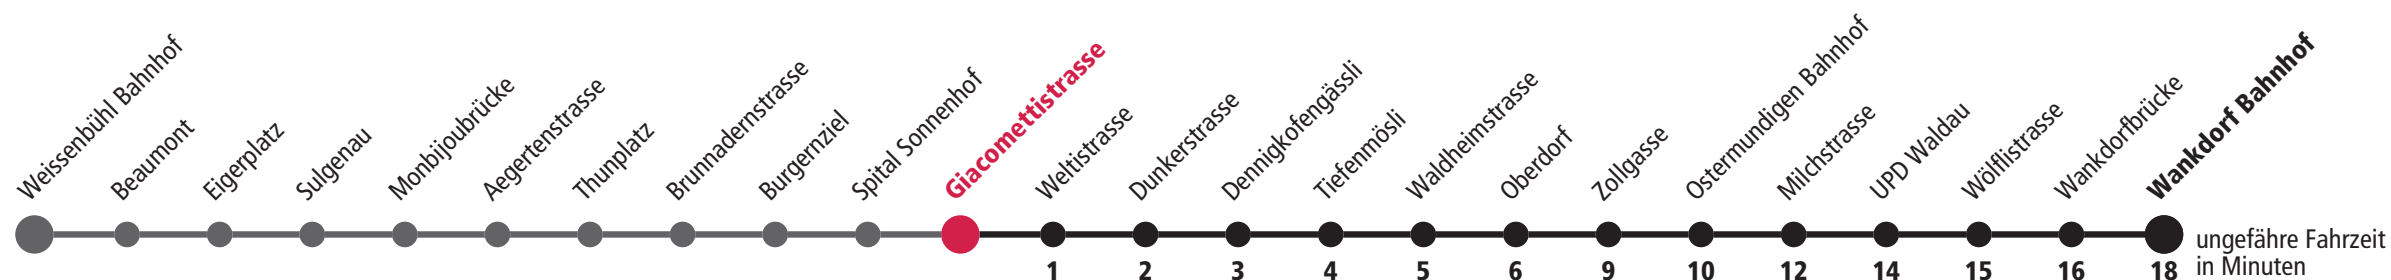 Weissenbühl Bahnhof
Beaumont
Eigerplatz
Sulgenau
Monbijoubrücke
Aegertenstrasse
Thunplatz
Brunnadernstrasse
Burgernziel
Spital Sonnenhof
Giacomettistrasse
Weltistrasse
Dunkerstrasse
Dennigkofengässli
Tiefenmösli
Waldheimstrasse
Oberdorf
Zollgasse
Ostermundigen Bahnhof
Milchstrasse
UPD Waldau
Wölflistrasse
Wankdorfbrücke
Wankdorf Bahnhof
1 2 3 4 5 6 9 10 12 14 15 16 18
ungefähre Fahrzeit
in Minuten